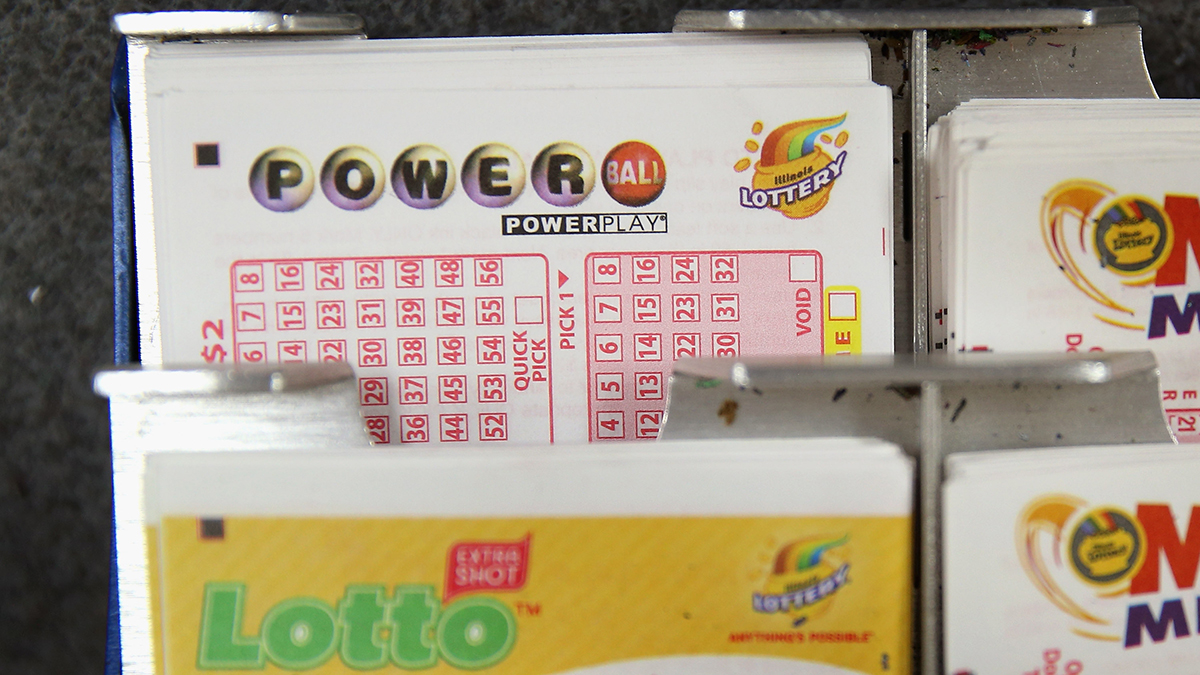 POWERBALL
Illinois
LOTTERY
POWERPLAY®
8 16 24 32 40 48 56
7 15 23 31 39 47 55
6 14 22 30 38 46 54
29 37 45 53
28 36 44 52
$2
QUICK
PICK
PICK 1
8 16 24 32
7 15 23 31
6 14 22 30
5 13
4 12
VOID
E
LOTTERY
M
M
E
R
21
EXTRA
SHOT
Lotto™
LOTTERY
ANYTHING'S POSSIBLE
M
MI